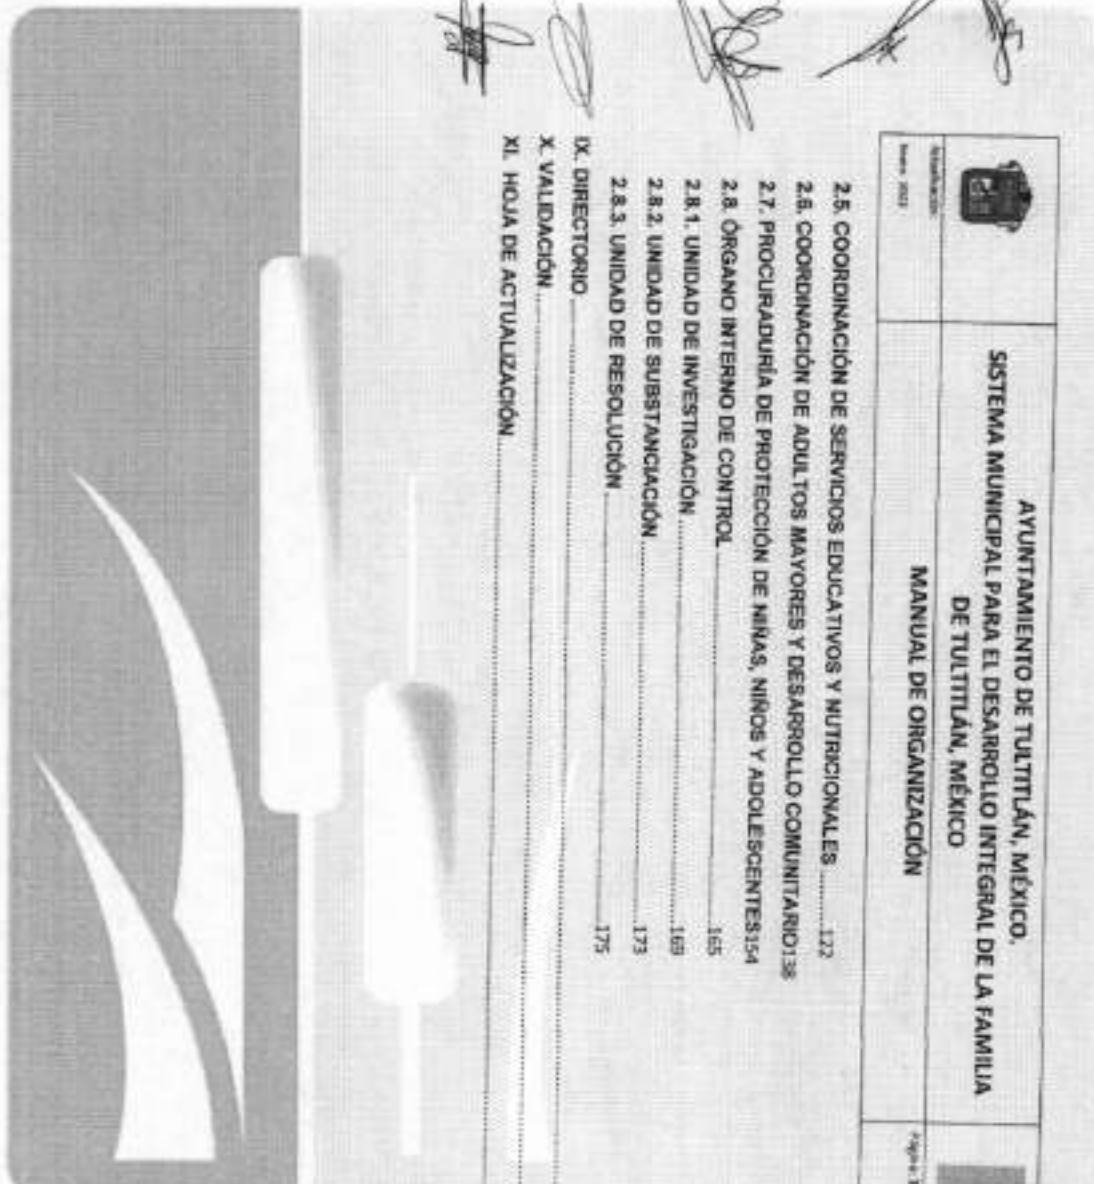 AYUNTAMIENTO DE TULTITLÁN, MÉXICO.
SISTEMA MUNICIPAL PARA EL DESARROLLO INTEGRAL DE LA FAMILIA
DE TULTITLÁN, MÉXICO
MANUAL DE ORGANIZACIÓN
2.5. COORDINACIÓN DE SERVICIOS EDUCATIVOS Y NUTRICIONALES ..........122
2.6. COORDINACIÓN DE ADULTOS MAYORES Y DESARROLLO COMUNITARIO138
2.7. PROCURADURÍA DE PROTECCIÓN DE NIÑAS, NIÑOS Y ADOLESCENTES154
2.8. ÓRGANO INTERNO DE CONTROL..........165
2.8.1. UNIDAD DE INVESTIGACIÓN..........169
2.8.2. UNIDAD DE SUBSTANCIACIÓN..........173
2.8.3. UNIDAD DE RESOLUCIÓN..........175
IX. DIRECTORIO..........
X. VALIDACIÓN..........
XI. HOJA DE ACTUALIZACIÓN..........